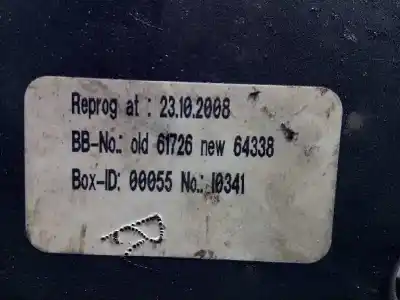 Reprog at : 23.10.2008
BB-No.: old 61726 new 64338
Box-ID: 00055 No.: 10341